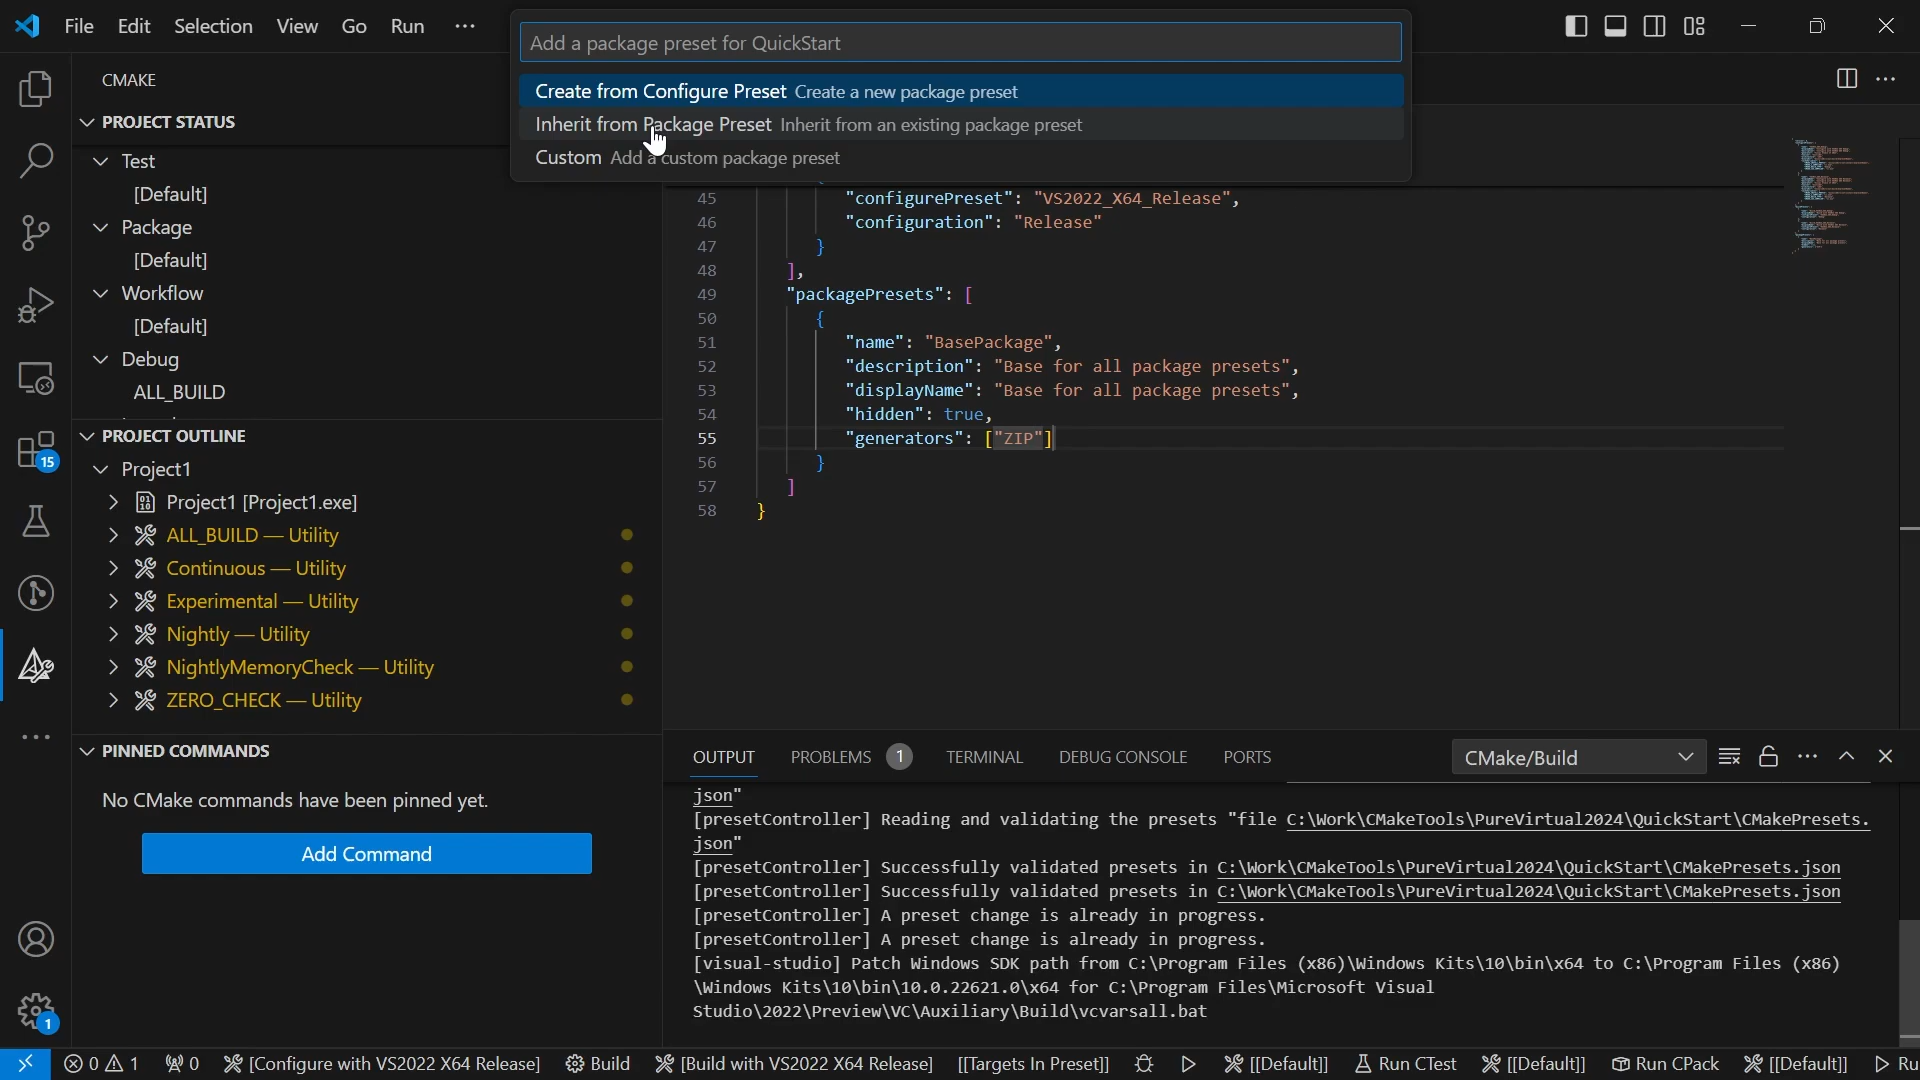 File Edit Selection View Go Run ···
Add a package preset for QuickStart
Create from Configure Preset Create a new package preset
Inherit from Package Preset Inherit from an existing package preset
Custom Add a custom package preset
CMAKE
PROJECT STATUS
Test
[Default]
Package
[Default]
Workflow
[Default]
Debug
ALL_BUILD
PROJECT OUTLINE
Project1
Project1 [Project1.exe]
ALL_BUILD — Utility
Continuous — Utility
Experimental — Utility
Nightly — Utility
NightlyMemoryCheck — Utility
ZERO_CHECK — Utility
PINNED COMMANDS
No CMake commands have been pinned yet.
Add Command
15
1
45 "configurePreset": "VS2022_X64_Release",
46 "configuration": "Release"
47 }
48 ],
49 "packagePresets": [
50 {
51 "name": "BasePackage",
52 "description": "Base for all package presets",
53 "displayName": "Base for all package presets",
54 "hidden": true,
55 "generators": ["ZIP"]
56 }
57 ]
58 }
OUTPUT PROBLEMS 1 TERMINAL DEBUG CONSOLE PORTS CMake/Build
json"
[presetController] Reading and validating the presets "file C:\Work\CMakeTools\PureVirtual2024\QuickStart\CMakePresets.
json"
[presetController] Successfully validated presets in C:\Work\CMakeTools\PureVirtual2024\QuickStart\CMakePresets.json
[presetController] Successfully validated presets in C:\Work\CMakeTools\PureVirtual2024\QuickStart\CMakePresets.json
[presetController] A preset change is already in progress.
[presetController] A preset change is already in progress.
[visual-studio] Patch Windows SDK path from C:\Program Files (x86)\Windows Kits\10\bin\x64 to C:\Program Files (x86)
\Windows Kits\10\bin\10.0.22621.0\x64 for C:\Program Files\Microsoft Visual
Studio\2022\Preview\VC\Auxiliary\Build\vcvarsall.bat
0 1 0 [Configure with VS2022 X64 Release] Build [Build with VS2022 X64 Release] [[Targets In Preset]] [[Default]] Run CTest [[Default]] Run CPack [[Default]] Ru